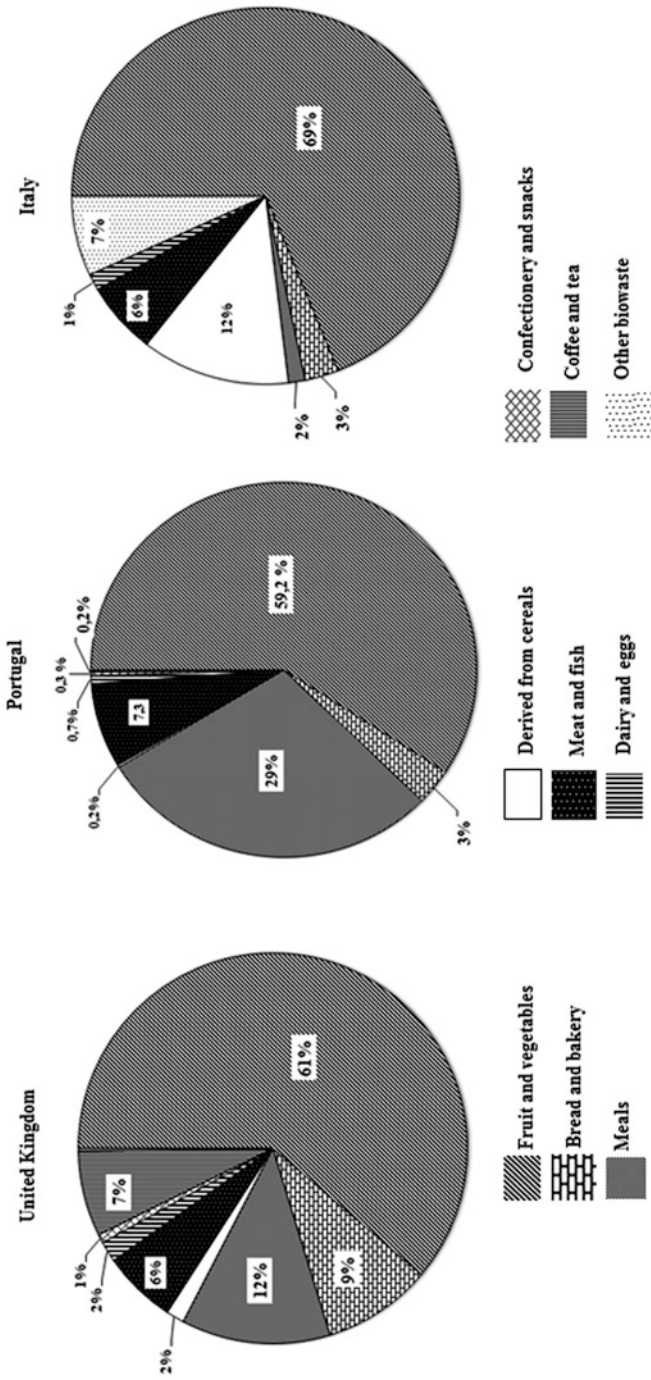 United Kingdom
61%
9%
12%
2%
6%
2%
1%
7%
Portugal
59,2 %
3%
29%
0,2%
7,3
0,7%
0,3 %
0,2%
Italy
69%
3%
2%
12%
6%
1%
7%
Fruit and vegetables
Bread and bakery
Meals
Derived from cereals
Meat and fish
Dairy and eggs
Confectionery and snacks
Coffee and tea
Other biowaste